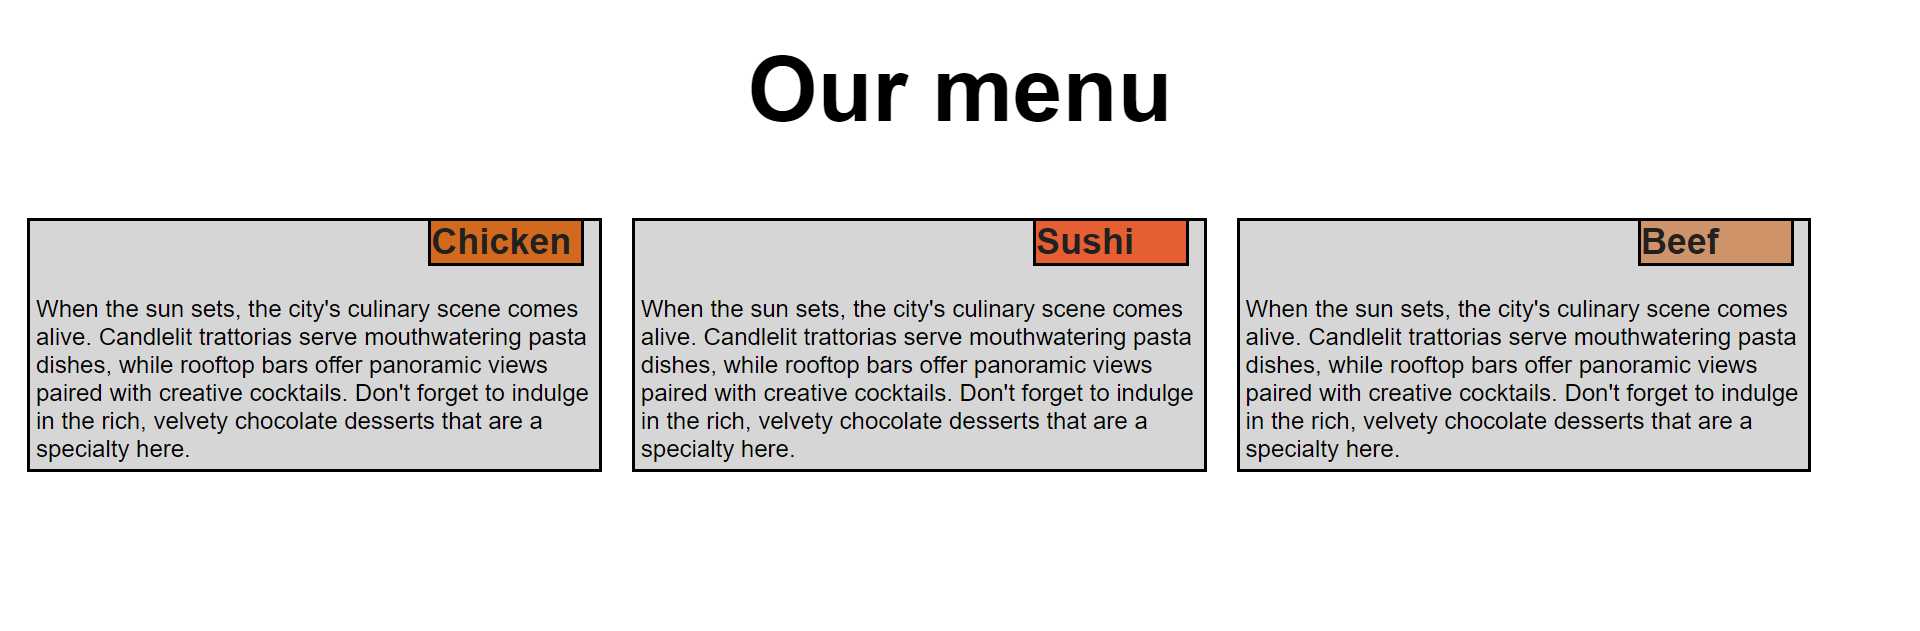 Our menu
Chicken
When the sun sets, the city's culinary scene comes
alive. Candlelit trattorias serve mouthwatering pasta
dishes, while rooftop bars offer panoramic views
paired with creative cocktails. Don't forget to indulge
in the rich, velvety chocolate desserts that are a
specialty here.
Sushi
When the sun sets, the city's culinary scene comes
alive. Candlelit trattorias serve mouthwatering pasta
dishes, while rooftop bars offer panoramic views
paired with creative cocktails. Don't forget to indulge
in the rich, velvety chocolate desserts that are a
specialty here.
Beef
When the sun sets, the city's culinary scene comes
alive. Candlelit trattorias serve mouthwatering pasta
dishes, while rooftop bars offer panoramic views
paired with creative cocktails. Don't forget to indulge
in the rich, velvety chocolate desserts that are a
specialty here.